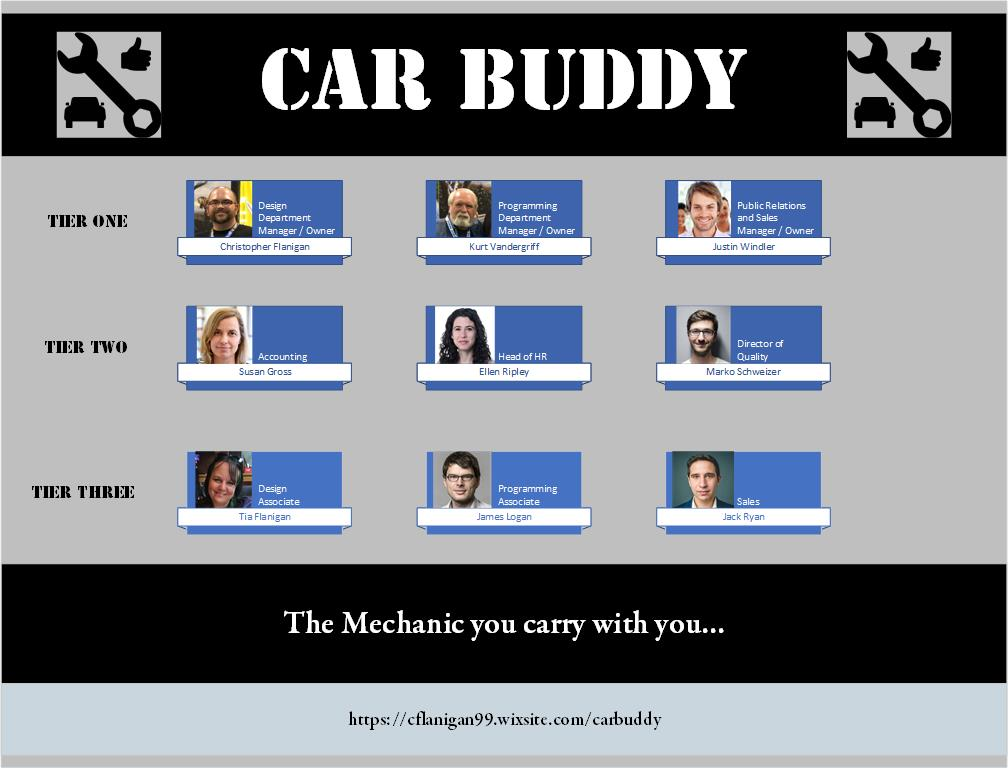 CAR BUDDY
TIER ONE
Design
Department
Manager / Owner
Christopher Flanigan
Programming
Department
Manager / Owner
Kurt Vandergriff
Public Relations
and Sales
Manager / Owner
Justin Windler
TIER TWO
Accounting
Susan Gross
Head of HR
Ellen Ripley
Director of
Quality
Marko Schweizer
TIER THREE
Design
Associate
Tia Flanigan
Programming
Associate
James Logan
Sales
Jack Ryan
The Mechanic you carry with you...
https://cflanigan99.wixsite.com/carbuddy